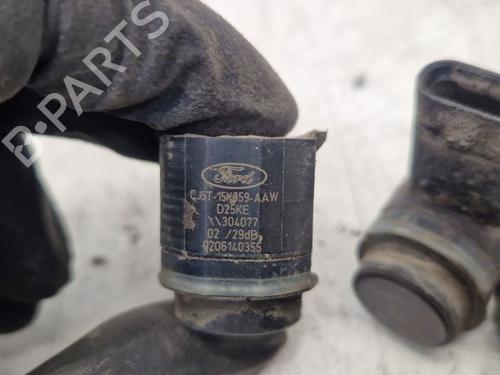 B-PARTS
Ford
CJ5T-15K859-AAW
D25KE
304077
02 /29dB
0206140355